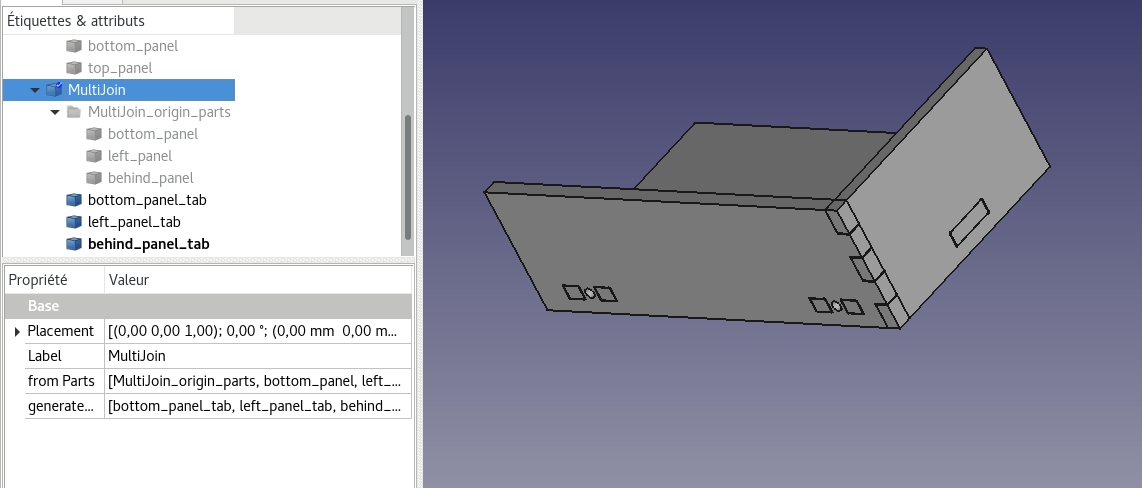 Étiquettes & attributs
bottom_panel
top_panel
MultiJoin
MultiJoin_origin_parts
bottom_panel
left_panel
behind_panel
bottom_panel_tab
left_panel_tab
behind_panel_tab
Propriété Valeur
Base
Placement [(0,00 0,00 1,00); 0,00 °; (0,00 mm 0,00 m...
Label MultiJoin
from Parts [MultiJoin_origin_parts, bottom_panel, left_...
generate... [bottom_panel_tab, left_panel_tab, behind_...